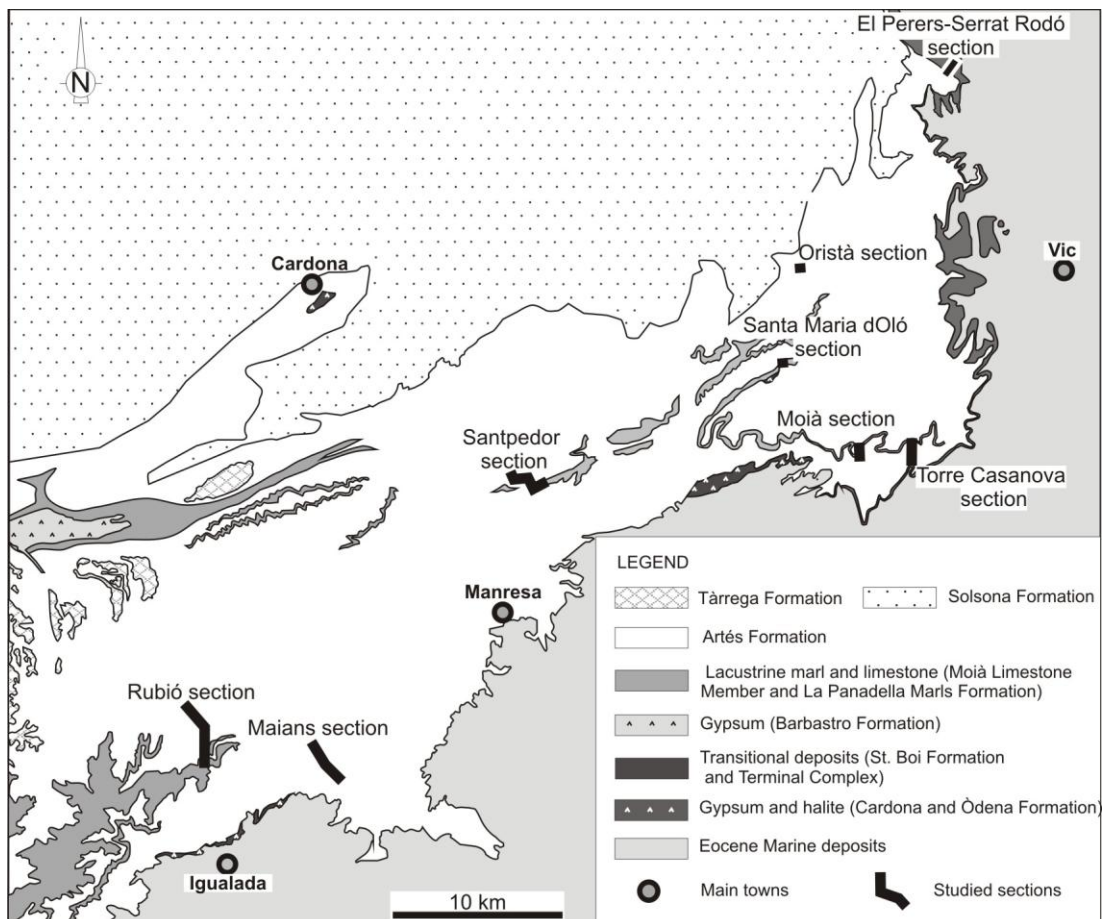 El Perers-Serrat Rodó
section
N
Oristà section
Vic
Cardona
Santa Maria dOló
section
Moià section
Santpedor
section
Torre Casanova
section
Manresa
Rubió section
Maians section
Igualada
10 km
LEGEND
Tàrrega Formation
Solsona Formation
Artés Formation
Lacustrine marl and limestone (Moià Limestone
Member and La Panadella Marls Formation)
Gypsum (Barbastro Formation)
Transitional deposits (St. Boi Formation
and Terminal Complex)
Gypsum and halite (Cardona and Òdena Formation)
Eocene Marine deposits
Main towns
Studied sections